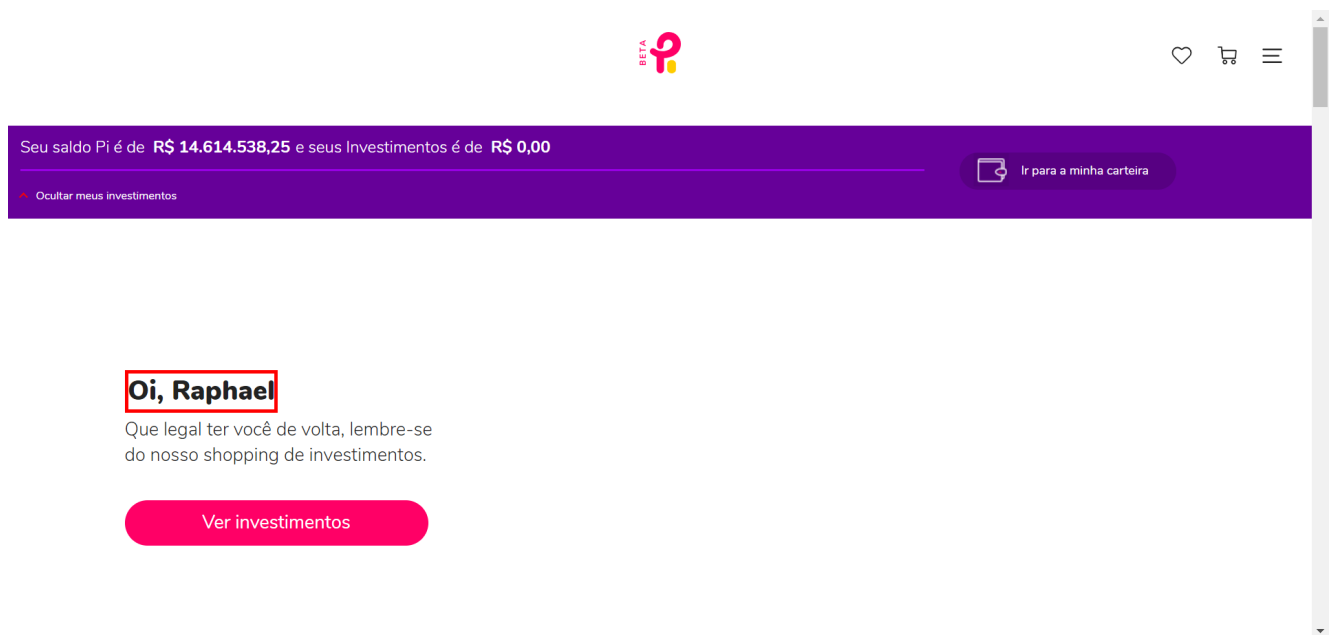 BETA
Seu saldo Pi é de R$ 14.614.538,25 e seus Investimentos é de R$ 0,00
Ir para a minha carteira
Ocultar meus investimentos
Oi, Raphael
Que legal ter você de volta, lembre-se
do nosso shopping de investimentos.
Ver investimentos